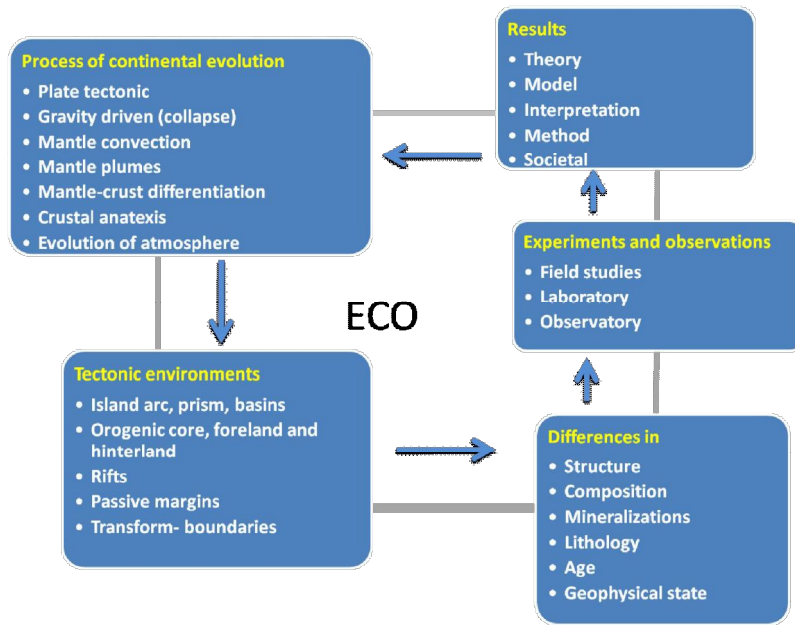 Process of continental evolution
• Plate tectonic
• Gravity driven (collapse)
• Mantle convection
• Mantle plumes
• Mantle-crust differentiation
• Crustal anatexis
• Evolution of atmosphere
Results
• Theory
• Model
• Interpretation
• Method
• Societal
Experiments and observations
• Field studies
• Laboratory
• Observatory
ECO
Tectonic environments
• Island arc, prism, basins
• Orogenic core, foreland and
hinterland
• Rifts
• Passive margins
• Transform- boundaries
Differences in
• Structure
• Composition
• Mineralizations
• Lithology
• Age
• Geophysical state